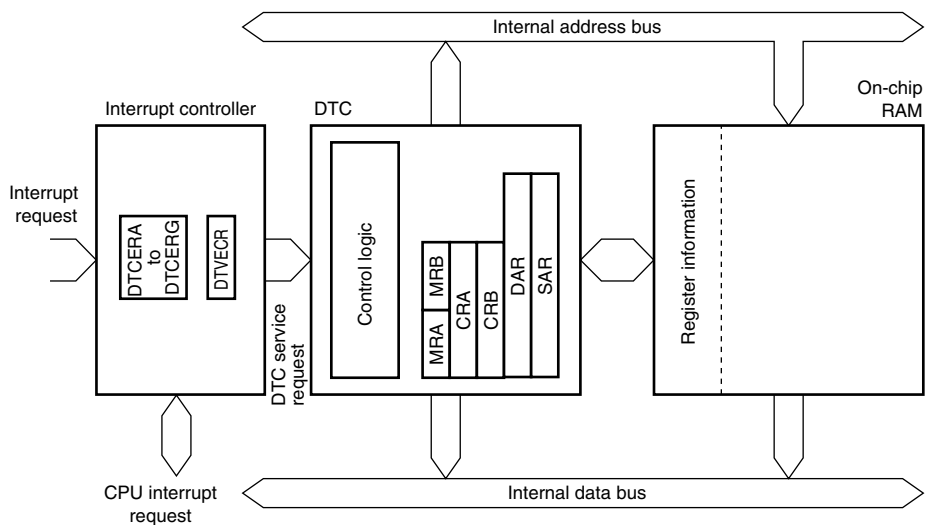 Internal address bus
On-chip
RAM
Interrupt controller
DTC
Interrupt
request
DTCERA
to
DTCERG
DTVECR
DTC service
request
Control logic
MRA
MRB
CRA
CRB
DAR
SAR
Register information
CPU interrupt
request
Internal data bus